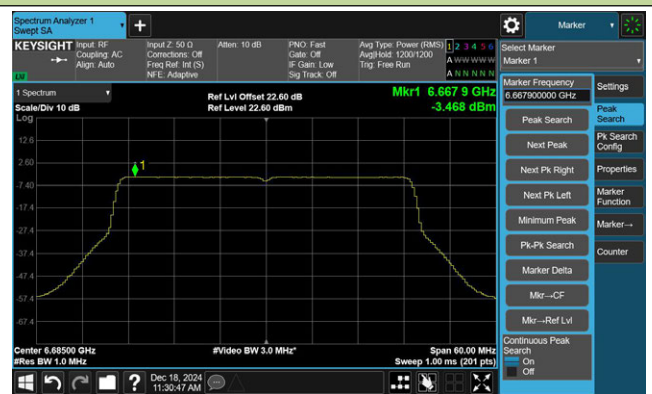 Spectrum Analyzer 1
Swept SA
+
Marker
KEYSIGHT
Input: RF
Coupling: AC
Align: Auto
Input Z: 50 Ω
Corrections: Off
Freq Ref: Int (S)
NFE: Adaptive
Atten: 10 dB
PNO: Fast
Gate: Off
IF Gain: Low
Sig Track: Off
Avg Type: Power (RMS)
Avg|Hold: 1200/1200
Trig: Free Run
1 2 3 4 5 6
A W W W W W
A N N N N N
LW
Select Marker
Marker 1
1 Spectrum
Scale/Div 10 dB
Log
Ref Lvl Offset 22.60 dB
Ref Level 22.60 dBm
Mkr1 6.667 9 GHz
-3.468 dBm
12.6
2.60
-7.40
-17.4
-27.4
-37.4
-47.4
-57.4
-67.4
1
Center 6.68500 GHz
#Res BW 1.0 MHz
#Video BW 3.0 MHz*
Span 60.00 MHz
Sweep 1.00 ms (201 pts)
Marker Frequency
6.667900000 GHz
Peak Search
Next Peak
Next Pk Right
Next Pk Left
Minimum Peak
Pk-Pk Search
Marker Delta
Mkr→CF
Mkr→Ref Lvl
Continuous Peak
Search
On
Off
Settings
Peak
Search
Pk Search
Config
Properties
Marker
Function
Marker→
Counter
?
Dec 18, 2024
11:30:47 AM